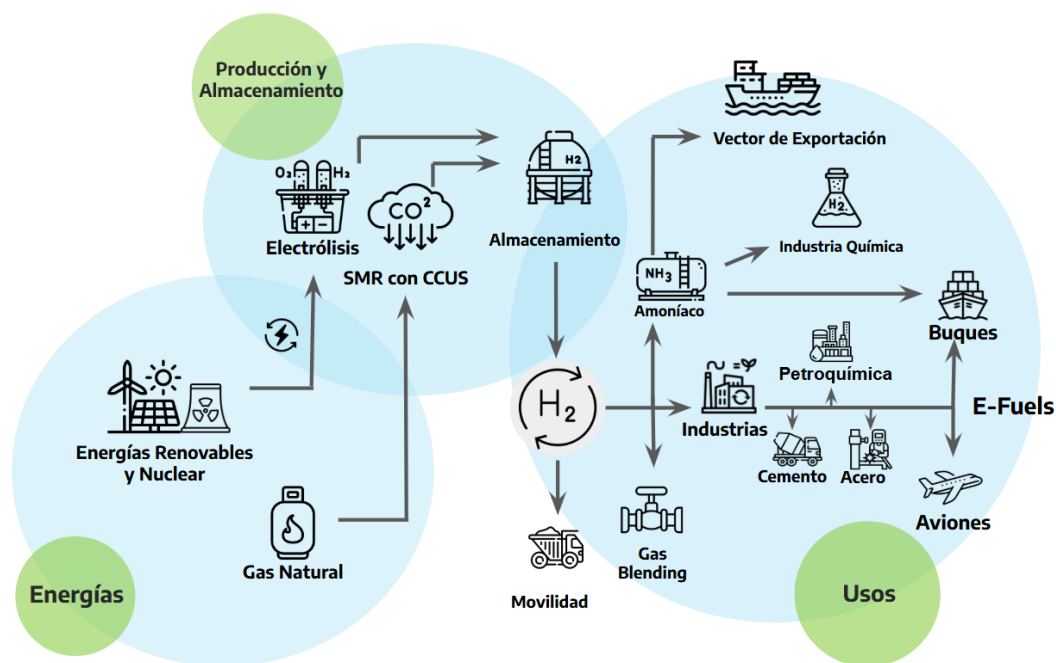 Producción y
Almacenamiento
O₂
H₂
Electrólisis
CO²
SMR con CCUS
H2
Almacenamiento
Vector de Exportación
H₂
Industria Química
NH₃
Amoníaco
Buques
Petroquímica
Energías Renovables
y Nuclear
H₂
Industrias
E-Fuels
Cemento
Acero
Aviones
Gas Natural
Gas
Blending
Movilidad
Energías
Usos